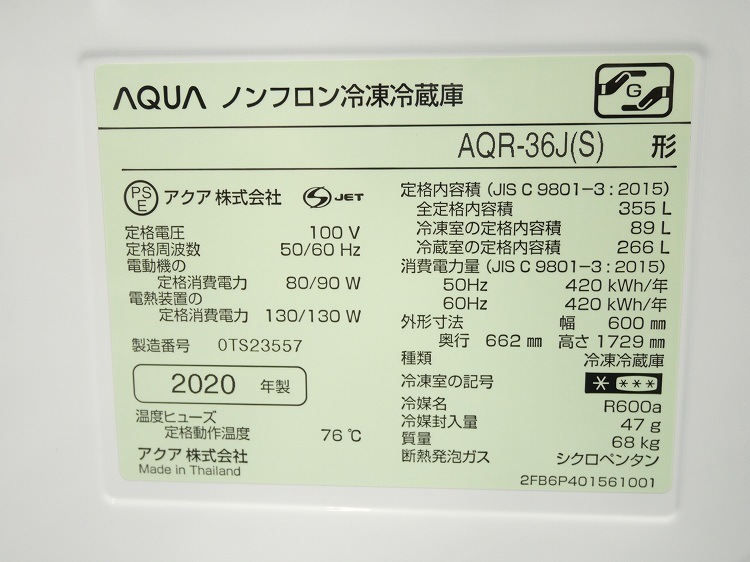 AQUA ノンフロン冷凍冷蔵庫
G
AQR-36J(S) 形
PS
E
アクア 株式会社
S JET
定格電圧 100 V
定格周波数 50/60 Hz
電動機の
定格消費電力 80/90 W
電熱装置の
定格消費電力 130/130 W
製造番号 0TS23557
2020 年製
温度ヒューズ
定格動作温度 76 ℃
アクア 株式会社
Made in Thailand
定格内容積 (JIS C 9801-3 : 2015)
全定格内容積 355 L
冷凍室の定格内容積 89 L
冷蔵室の定格内容積 266 L
消費電力量 (JIS C 9801-3 : 2015)
50Hz 420 kWh/年
60Hz 420 kWh/年
外形寸法 幅 600 ㎜
奥行 662 ㎜ 高さ 1729 ㎜
種類 冷凍冷蔵庫
冷凍室の記号 * ***
冷媒名 R600a
冷媒封入量 47 g
質量 68 kg
断熱発泡ガス シクロペンタン
2FB6P401561001